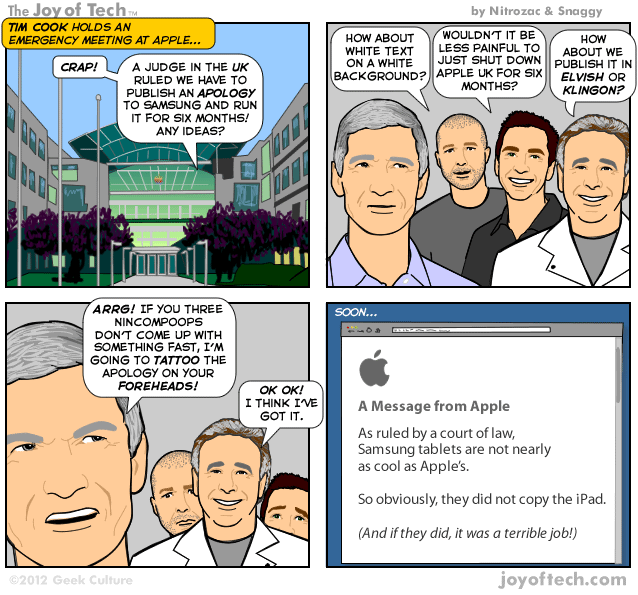 The Joy of Tech™
by Nitrozac & Snaggy
TIM COOK HOLDS AN
EMERGENCY MEETING AT APPLE...
CRAP!
A JUDGE IN THE UK
RULED WE HAVE TO
PUBLISH AN APOLOGY
TO SAMSUNG AND RUN
IT FOR SIX MONTHS!
ANY IDEAS?
HOW ABOUT
WHITE TEXT
ON A WHITE
BACKGROUND?
WOULDN'T IT BE
LESS PAINFUL TO
JUST SHUT DOWN
APPLE UK FOR SIX
MONTHS?
HOW
ABOUT WE
PUBLISH IT IN
ELVISH OR
KLINGON?
ARRG! IF YOU THREE
NINCOMPOOPS
DON'T COME UP WITH
SOMETHING FAST, I'M
GOING TO TATTOO THE
APOLOGY ON YOUR
FOREHEADS!
OK OK!
I THINK I'VE
GOT IT.
SOON...
A Message from Apple
As ruled by a court of law,
Samsung tablets are not nearly
as cool as Apple's.
So obviously, they did not copy the iPad.
(And if they did, it was a terrible job!)
©2012 Geek Culture
joyoftech.com